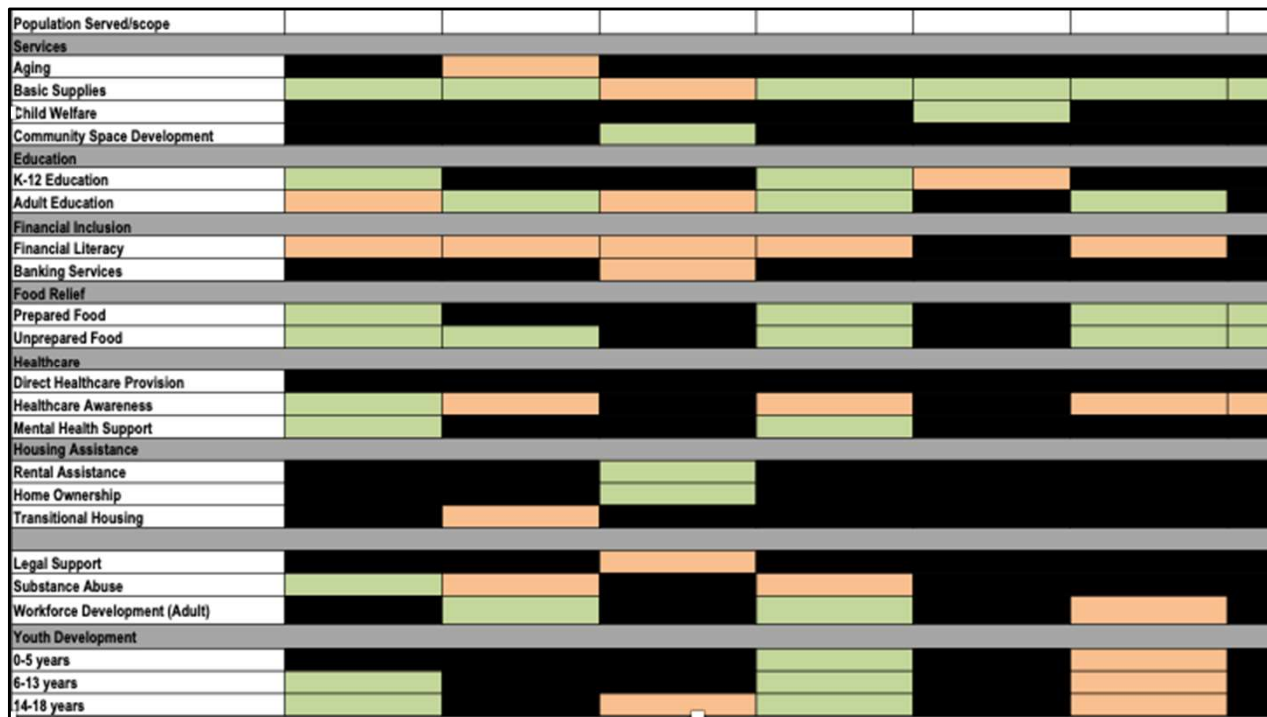 Population Served/scope
Services
Aging
Basic Supplies
Child Welfare
Community Space Development
Education
K-12 Education
Adult Education
Financial Inclusion
Financial Literacy
Banking Services
Food Relief
Prepared Food
Unprepared Food
Healthcare
Direct Healthcare Provision
Healthcare Awareness
Mental Health Support
Housing Assistance
Rental Assistance
Home Ownership
Transitional Housing
Legal Support
Substance Abuse
Workforce Development (Adult)
Youth Development
0-5 years
6-13 years
14-18 years